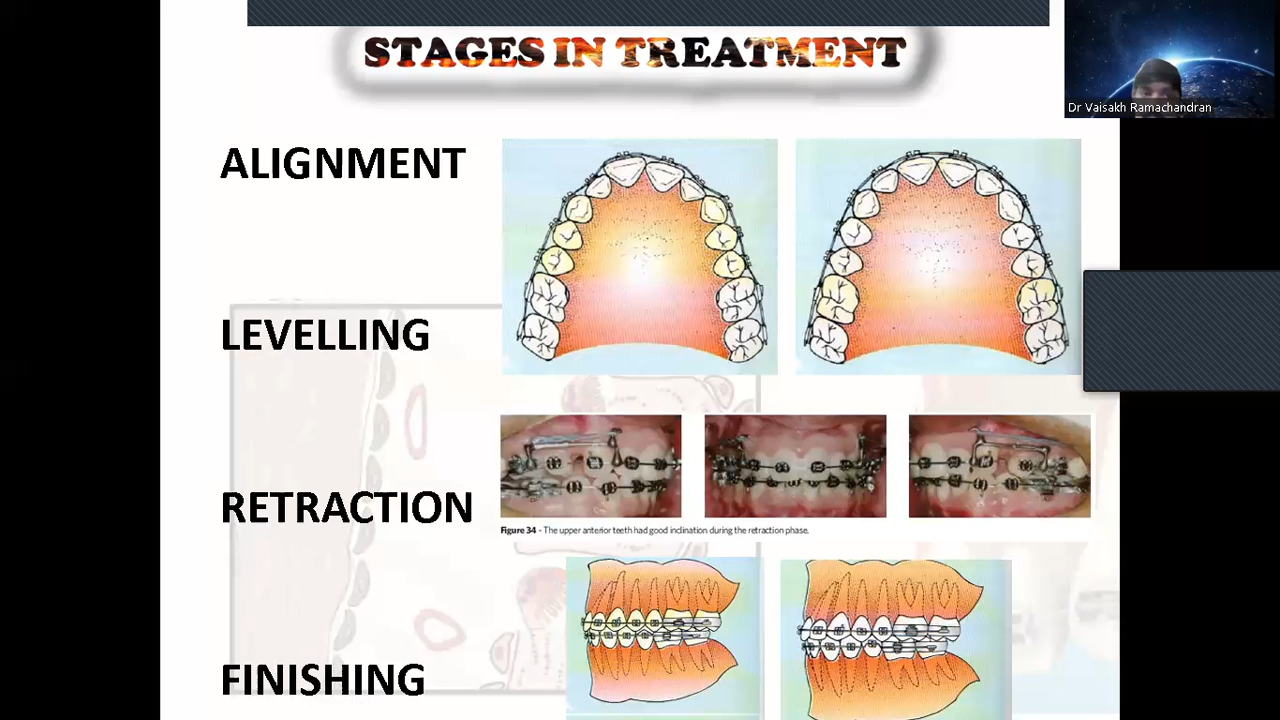 STAGES IN TREATMENT
Dr Vaisakh Ramachandran
ALIGNMENT
LEVELLING
RETRACTION
Figure 34 - The upper anterior teeth had good inclination during the retraction phase.
FINISHING